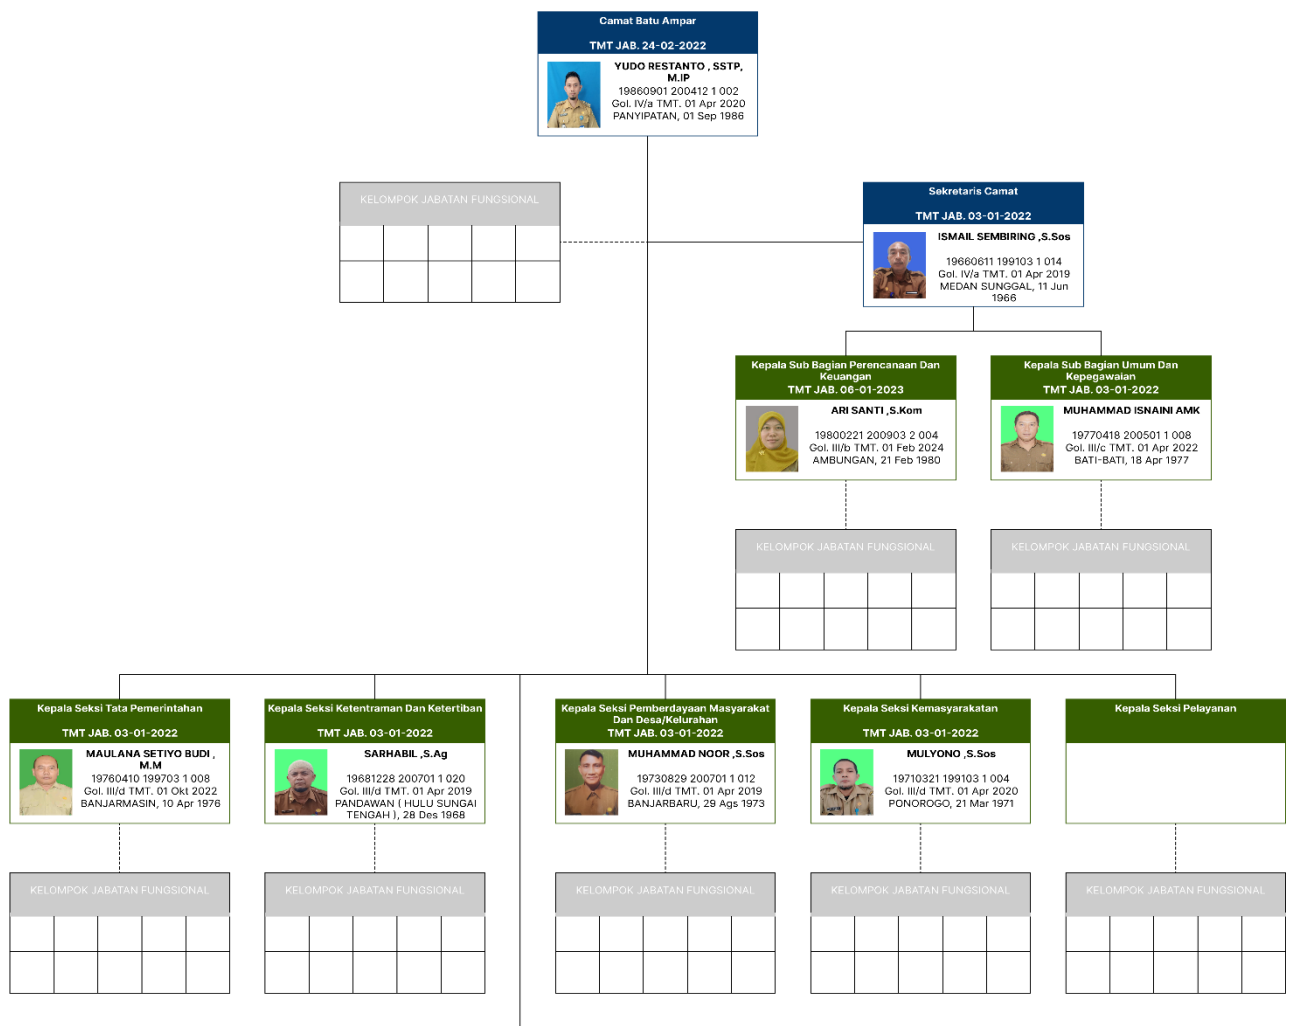 Camat Batu Ampar
TMT JAB. 24-02-2022
YUDO RESTANTO , SSTP,
M.IP
19860901 200412 1 002
Gol. IV/a TMT. 01 Apr 2020
PANYIPATAN, 01 Sep 1986
KELOMPOK JABATAN FUNGSIONAL
Sekretaris Camat
TMT JAB. 03-01-2022
ISMAIL SEMBIRING ,S.Sos
19660611 199103 1 014
Gol. IV/a TMT. 01 Apr 2019
MEDAN SUNGGAL, 11 Jun
1966
Kepala Sub Bagian Perencanaan Dan
Keuangan
TMT JAB. 06-01-2023
ARI SANTI ,S.Kom
19800221 200903 2 004
Gol. III/b TMT. 01 Feb 2024
AMBUNGAN, 21 Feb 1980
Kepala Sub Bagian Umum Dan
Kepegawaian
TMT JAB. 03-01-2022
MUHAMMAD ISNAINI AMK
19770418 200501 1 008
Gol. III/c TMT. 01 Apr 2022
BATI-BATI, 18 Apr 1977
KELOMPOK JABATAN FUNGSIONAL
KELOMPOK JABATAN FUNGSIONAL
Kepala Seksi Tata Pemerintahan
TMT JAB. 03-01-2022
MAULANA SETIYO BUDI ,
M.M
19760410 199703 1 008
Gol. III/d TMT. 01 Okt 2022
BANJARMASIN, 10 Apr 1976
Kepala Seksi Ketentraman Dan Ketertiban
TMT JAB. 03-01-2022
SARHABIL ,S.Ag
19681228 200701 1 020
Gol. III/d TMT. 01 Apr 2019
PANDAWAN ( HULU SUNGAI
TENGAH ), 28 Des 1968
Kepala Seksi Pemberdayaan Masyarakat
Dan Desa/Kelurahan
TMT JAB. 03-01-2022
MUHAMMAD NOOR ,S.Sos
19730829 200701 1 012
Gol. III/d TMT. 01 Apr 2019
BANJARBARU, 29 Ags 1973
Kepala Seksi Kemasyarakatan
TMT JAB. 03-01-2022
MULYONO ,S.Sos
19710321 199103 1 004
Gol. III/d TMT. 01 Apr 2020
PONOROGO, 21 Mar 1971
Kepala Seksi Pelayanan
KELOMPOK JABATAN FUNGSIONAL
KELOMPOK JABATAN FUNGSIONAL
KELOMPOK JABATAN FUNGSIONAL
KELOMPOK JABATAN FUNGSIONAL
KELOMPOK JABATAN FUNGSIONAL